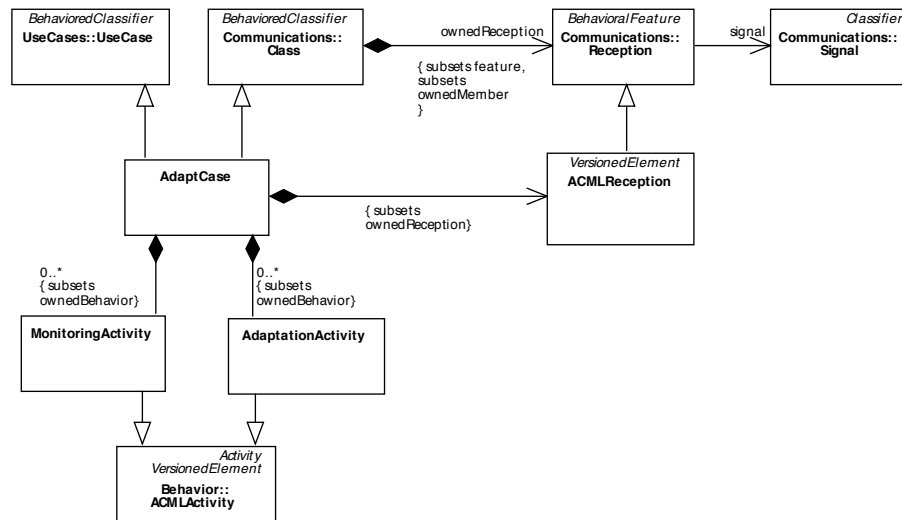 BehavioredClassifier
UseCases::UseCase
BehavioredClassifier
Communications::
Class
ownedReception
{ subsets feature,
subsets
ownedMember
}
BehavioralFeature
Communications::
Reception
signal
Classifier
Communications::
Signal
AdaptCase
{ subsets
ownedReception}
VersionedElement
ACMLReception
0..*
{ subsets
ownedBehavior}
0..*
{ subsets
ownedBehavior}
MonitoringActivity
AdaptationActivity
Activity
VersionedElement
Behavior::
ACMLActivity